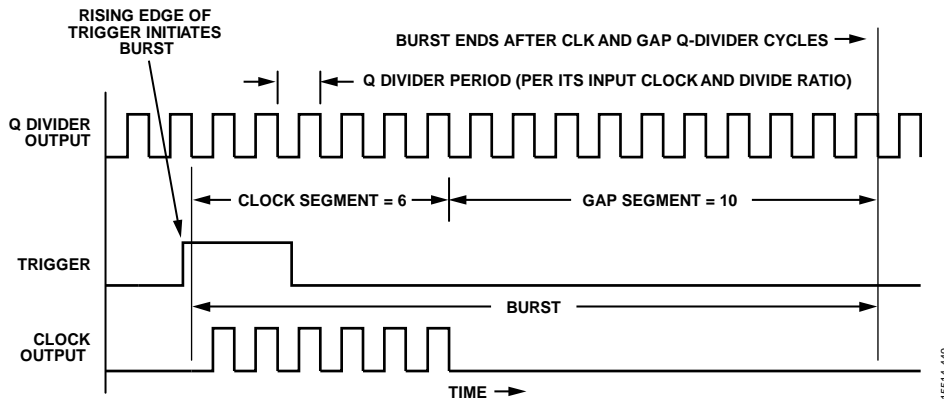 RISING EDGE OF
TRIGGER INITIATES
BURST
BURST ENDS AFTER CLK AND GAP Q-DIVIDER CYCLES
Q DIVIDER PERIOD (PER ITS INPUT CLOCK AND DIVIDE RATIO)
Q DIVIDER
OUTPUT
CLOCK SEGMENT = 6
GAP SEGMENT = 10
TRIGGER
BURST
CLOCK
OUTPUT
TIME